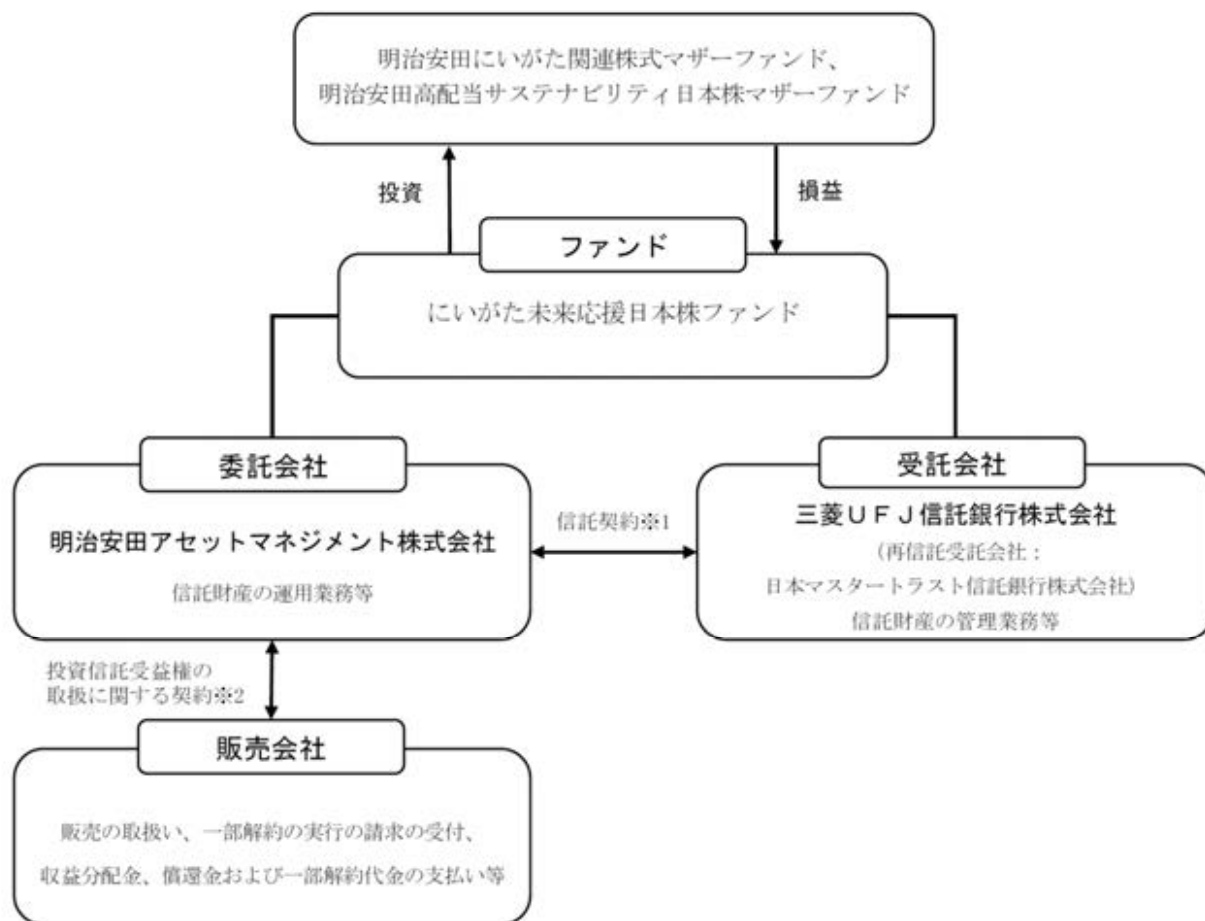 明治安田にいがた関連株式マザーファンド、
明治安田高配当サステナビリティ日本株マザーファンド
投資
損益
ファンド
にいがた未来応援日本株ファンド
委託会社
明治安田アセットマネジメント株式会社
信託財産の運用業務等
信託契約※1
受託会社
三菱UFJ信託銀行株式会社
(再信託受託会社:
日本マスタートラスト信託銀行株式会社)
信託財産の管理業務等
投資信託受益権の
取扱に関する契約※2
販売会社
販売の取扱い、一部解約の実行の請求の受付、
収益分配金、償還金および一部解約代金の支払い等